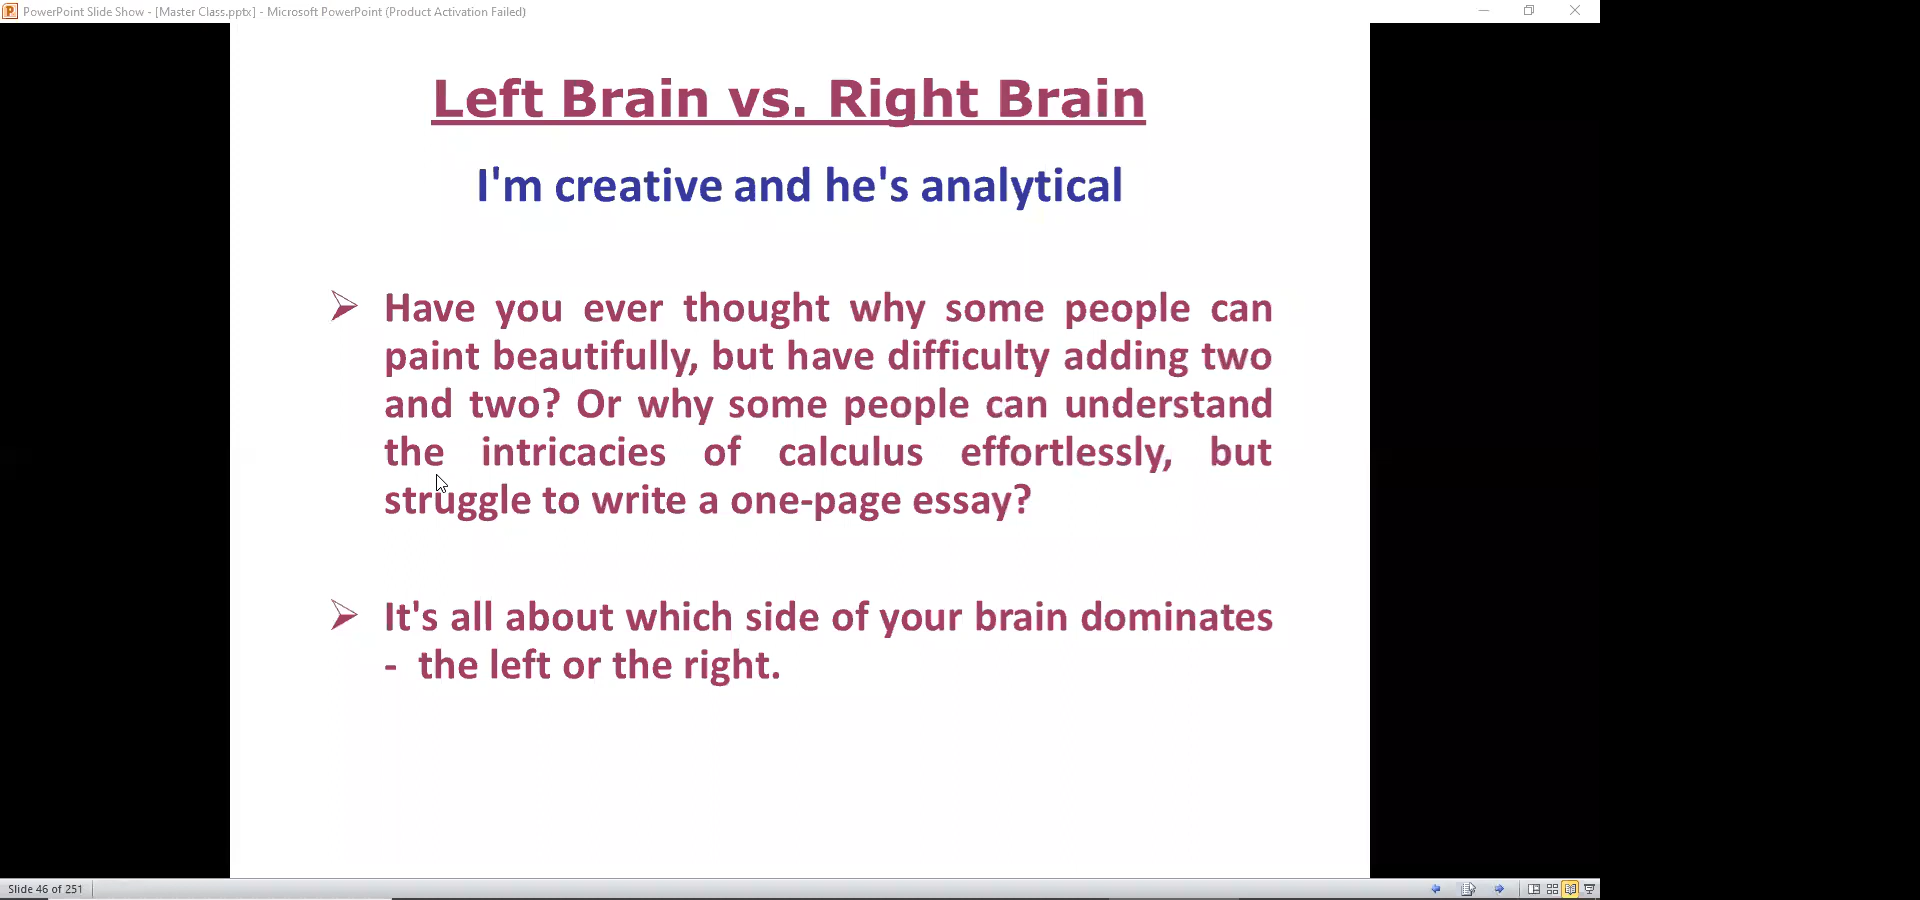 PowerPoint Slide Show - [Master Class.pptx] - Microsoft PowerPoint (Product Activation Failed)
Left Brain vs. Right Brain
I'm creative and he's analytical
Have you ever thought why some people can
paint beautifully, but have difficulty adding two
and two? Or why some people can understand
the intricacies of calculus effortlessly, but
struggle to write a one-page essay?
It's all about which side of your brain dominates
- the left or the right.
Slide 46 of 251